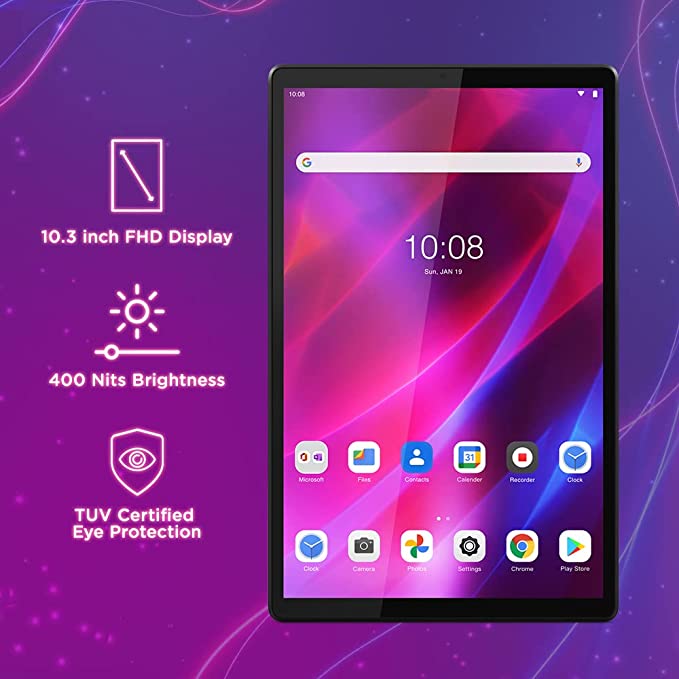 10.3 inch FHD Display
400 Nits Brightness
TUV Certified
Eye Protection
10:08
G
10:08
Sun, JAN 19
31
Microsoft Files Contacts Calender Recorder Clock
Clock Camera Photos Settings Chrome Play Store